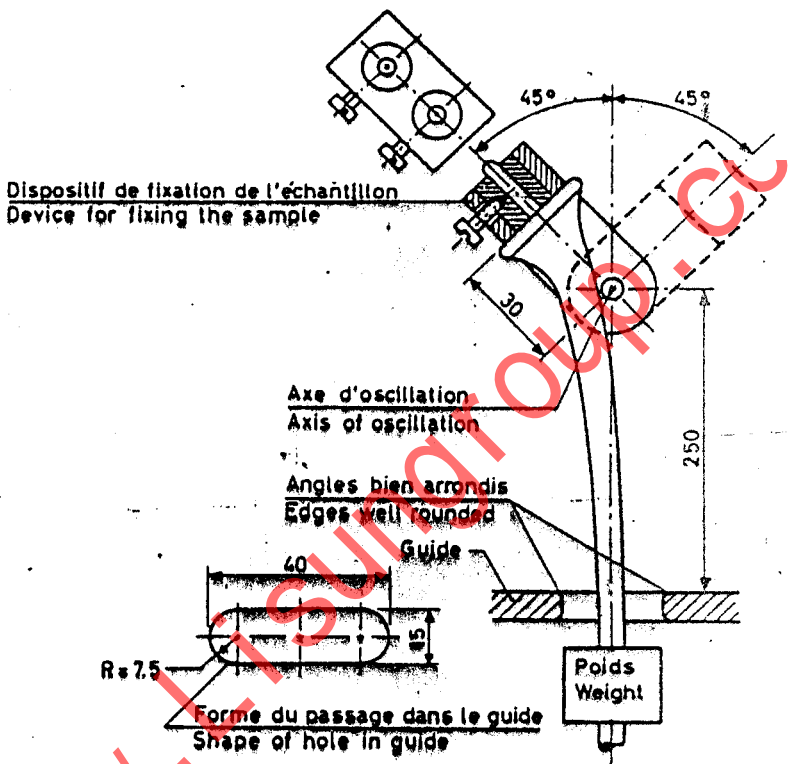 45° 45°
Dispositif de fixation de l'échantillon
Device for fixing the sample
30
Axe d'oscillation
Axis of oscillation
250
Angles bien arrondis
Edges well rounded
Guide
40
15
R = 7.5
Poids
Weight
Forme du passage dans le guide
Shape of hole in guide
.Lisungroup.co